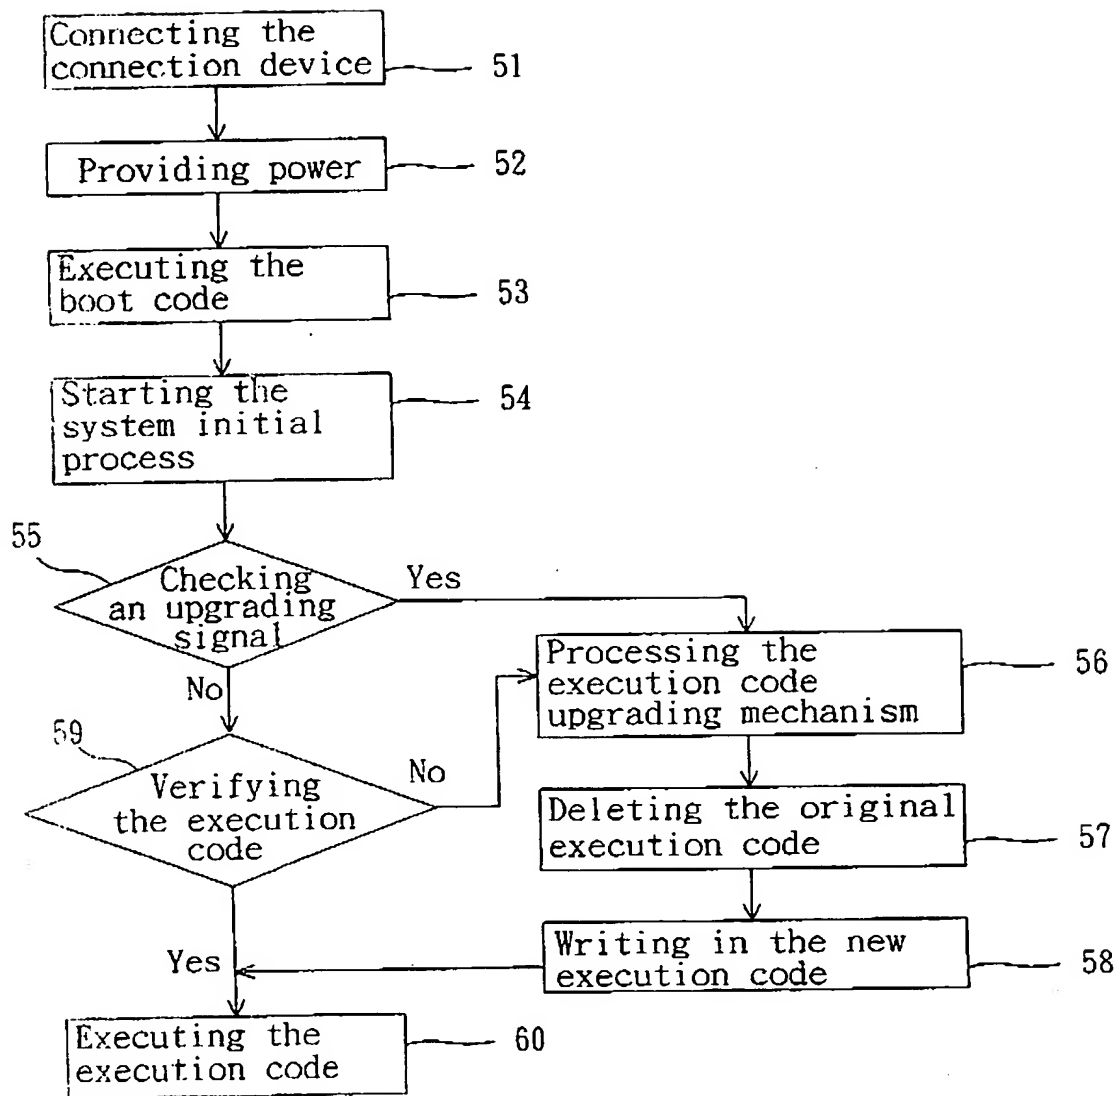 Connecting the
connection device
51
Providing power
52
Executing the
boot code
53
Starting the
system initial
process
54
55
Checking
an upgrading
signal
Yes
No
Processing the
execution code
upgrading mechanism
56
59
Verifying
the execution
code
No
Deleting the original
execution code
57
Yes
Writing in the new
execution code
58
Executing the
execution code
60